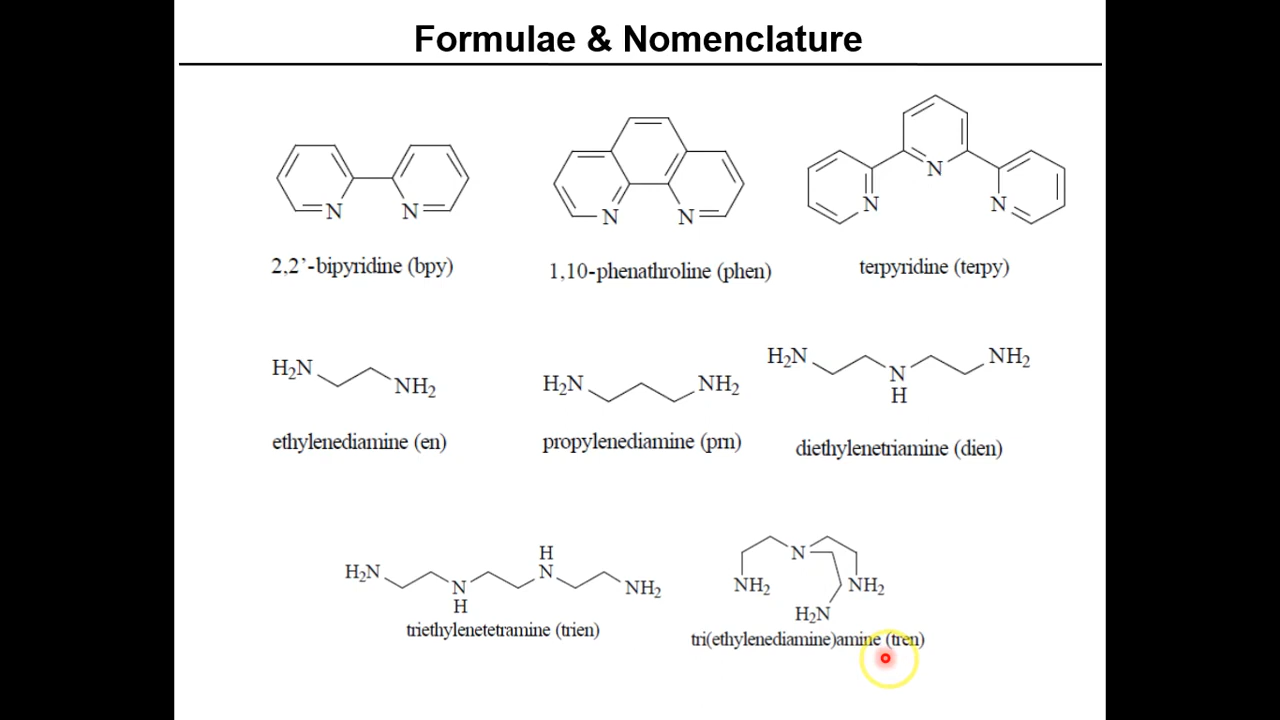 Formulae & Nomenclature
N N
N N
N N N
2,2'-bipyridine (bpy)
1,10-phenathroline (phen)
terpyridine (terpy)
H₂N NH₂
H₂N NH₂
H₂N N H NH₂
ethylenediamine (en)
propylenediamine (prn)
diethylenetriamine (dien)
H₂N N H H N NH₂
N NH₂ NH₂ H₂N
triethylenetetramine (trien)
tri(ethylenediamine)amine (tren)